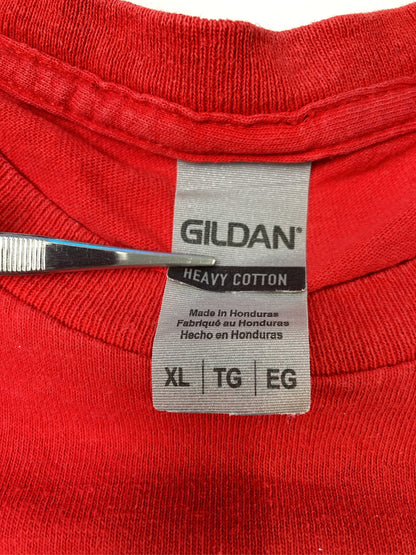 GILDAN®
HEAVY COTTON
Made in Honduras
Fabriqué au Honduras
Hecho en Honduras
XL | TG | EG